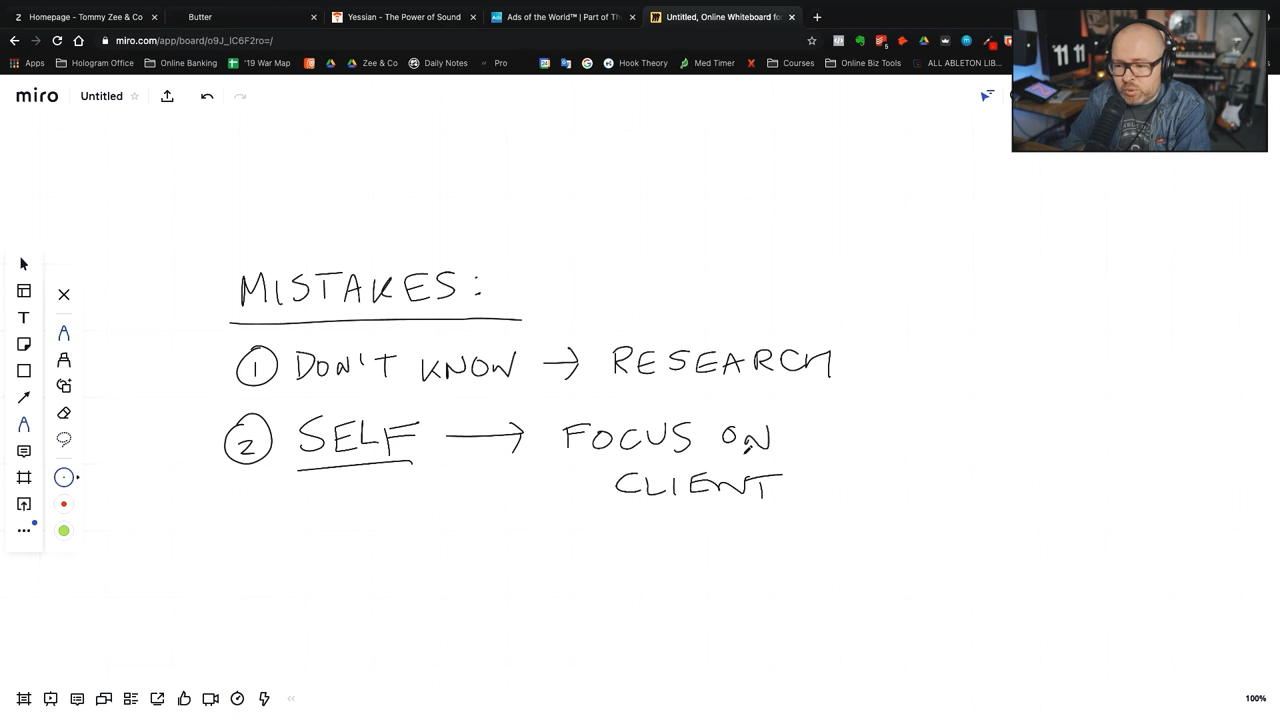 Homepage - Tommy Zee & Co
Butter
Yessian - The Power of Sound
Ads of the World™ | Part of Th
Untitled, Online Whiteboard for
miro.com/app/board/o9J_lC6F2ro=/
Apps
Hologram Office
Online Banking
'19 War Map
Zee & Co
Daily Notes
Pro
Hook Theory
Med Timer
Courses
Online Biz Tools
ALL ABLETON LIB...
miro
Untitled
MISTAKES:
1 DON'T KNOW → RESEARCH
2 SELF → FOCUS ON
CLIENT
100%